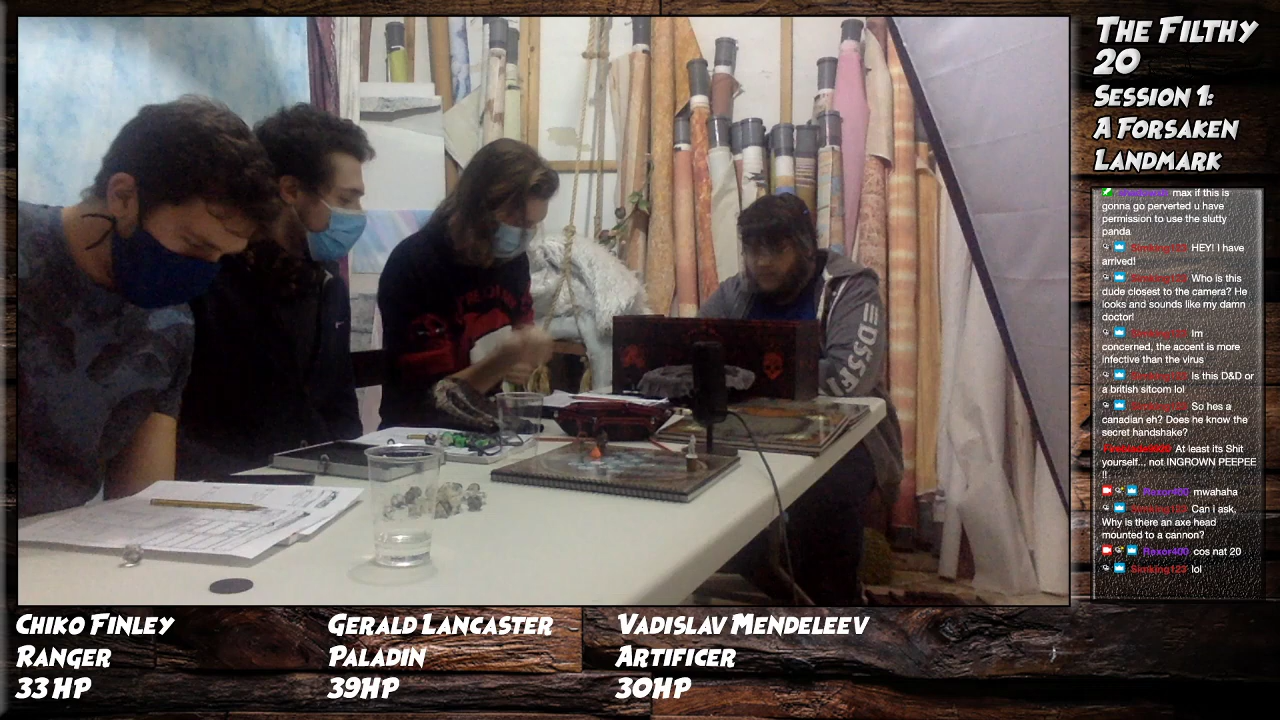 The Filthy
20
Session 1:
A Forsaken
Landmark
max if this is
gonna go perverted u have
permission to use the slutty
panda
HEY! I have
arrived!
Who is this
dude closest to the camera? He
looks and sounds like my damn
doctor!
Im
concerned, the accent is more
infective than the virus
Is this D&D or
a british sitcom lol
So hes a
canadian eh? Does he know the
secret handshake?
At least its Shit
yourself... not INGROWN PEEPEE
!!
Rexor400 mwahaha
Can i ask,
Why is there an axe head
mounted to a cannon?
Rexor400 cos nat 20
lol
Chiko Finley
Ranger
33 HP
Gerald Lancaster
Paladin
39HP
Vadislav Mendeleev
Artificer
30HP